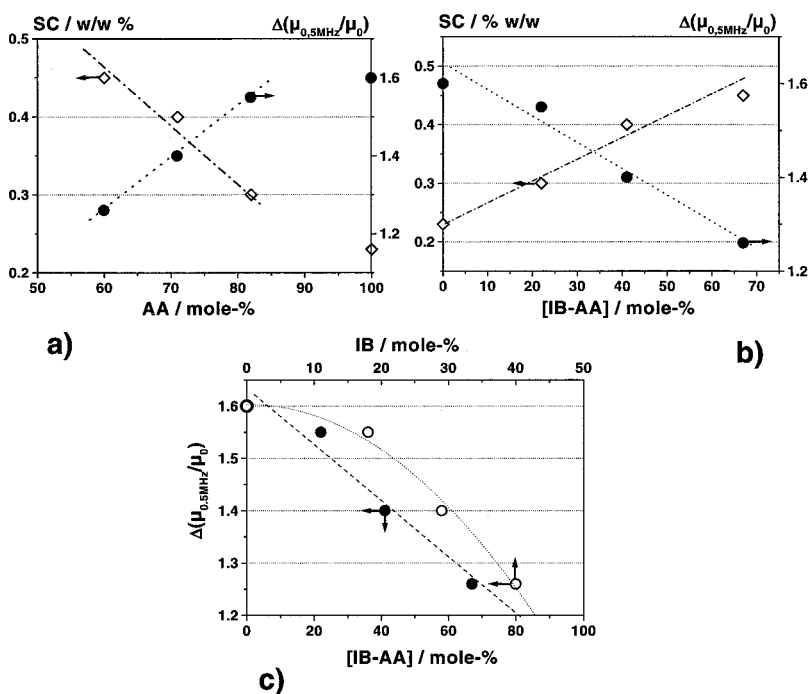 SC / w/w % Δ(μ0,5MHz/μ0)
0.5
0.4
0.3
0.2
1.6
1.4
1.2
50 60 70 80 90 100
AA / mole-%
a)
SC / % w/w Δ(μ0,5MHz/μ0)
0.5
0.4
0.3
0.2
1.6
1.4
1.2
0 10 20 30 40 50 60 70
[IB-AA] / mole-%
b)
IB / mole-%
0 10 20 30 40 50
Δ(μ0.5MHz/μ0)
1.6
1.5
1.4
1.3
1.2
0 20 40 60 80 100
[IB-AA] / mole-%
c)